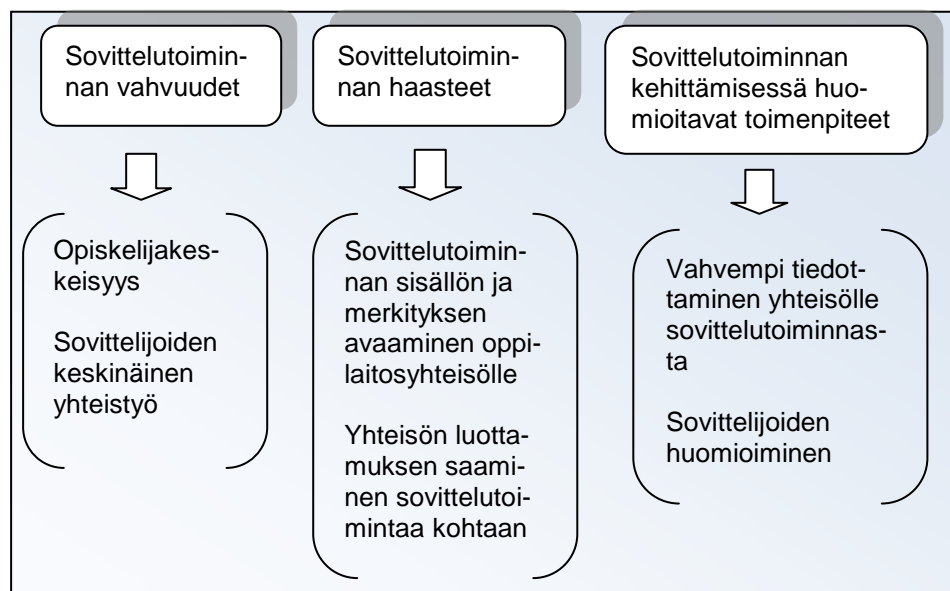 Sovittelutoimin-
nan vahvuudet
Opiskelijakes-
keisyys
Sovittelijoiden
keskinäinen
yhteistyö
Sovittelutoimin-
nan haasteet
Sovittelutoimin-
nan sisällön ja
merkityksen
avaaminen oppi-
laitosyhteisölle
Yhteisön luotta-
muksen saami-
nen sovittelutoi-
mintaa kohtaan
Sovittelutoiminnan
kehittämisessä huo-
mioitavat toimenpiteet
Vahvempi tiedot-
taminen yhteisölle
sovittelutoiminnas-
ta
Sovittelijoiden
huomioiminen